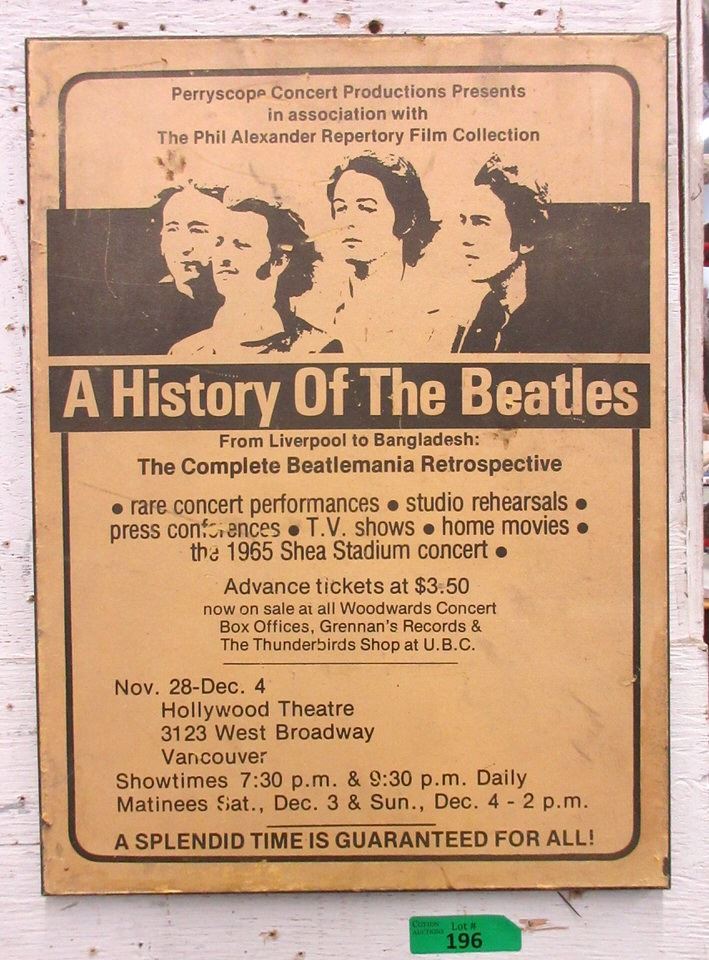 Perryscope Concert Productions Presents
in association with
The Phil Alexander Repertory Film Collection
A History Of The Beatles
From Liverpool to Bangladesh:
The Complete Beatlemania Retrospective
• rare concert performances • studio rehearsals •
press conferences • T.V. shows • home movies •
the 1965 Shea Stadium concert •
Advance tickets at $3.50
now on sale at all Woodwards Concert
Box Offices, Grennan's Records &
The Thunderbirds Shop at U.B.C.
Nov. 28-Dec. 4
Hollywood Theatre
3123 West Broadway
Vancouver
Showtimes 7:30 p.m. & 9:30 p.m. Daily
Matinees Sat., Dec. 3 & Sun., Dec. 4 - 2 p.m.
A SPLENDID TIME IS GUARANTEED FOR ALL!
Lot #
AUCTIONS
196